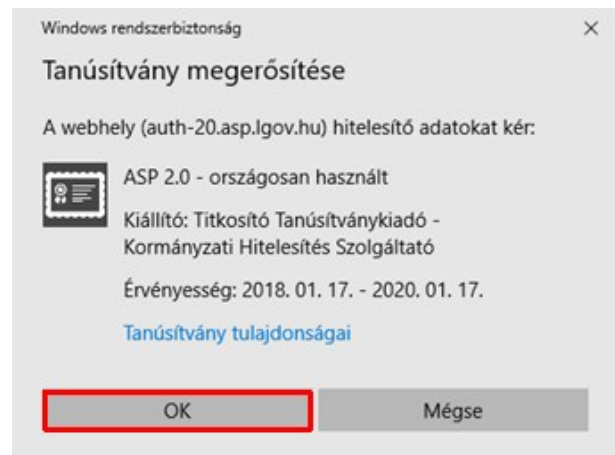 Windows rendszerbiztonság
Tanúsítvány megerősítése
A webhely (auth-20.asp.lgov.hu) hitelesítő adatokat kér:
ASP 2.0 - országosan használt
Kiállító: Titkosító Tanúsítványkiadó -
Kormányzati Hitelesítés Szolgáltató
Érvényesség: 2018. 01. 17. - 2020. 01. 17.
Tanúsítvány tulajdonságai
OK
Mégse